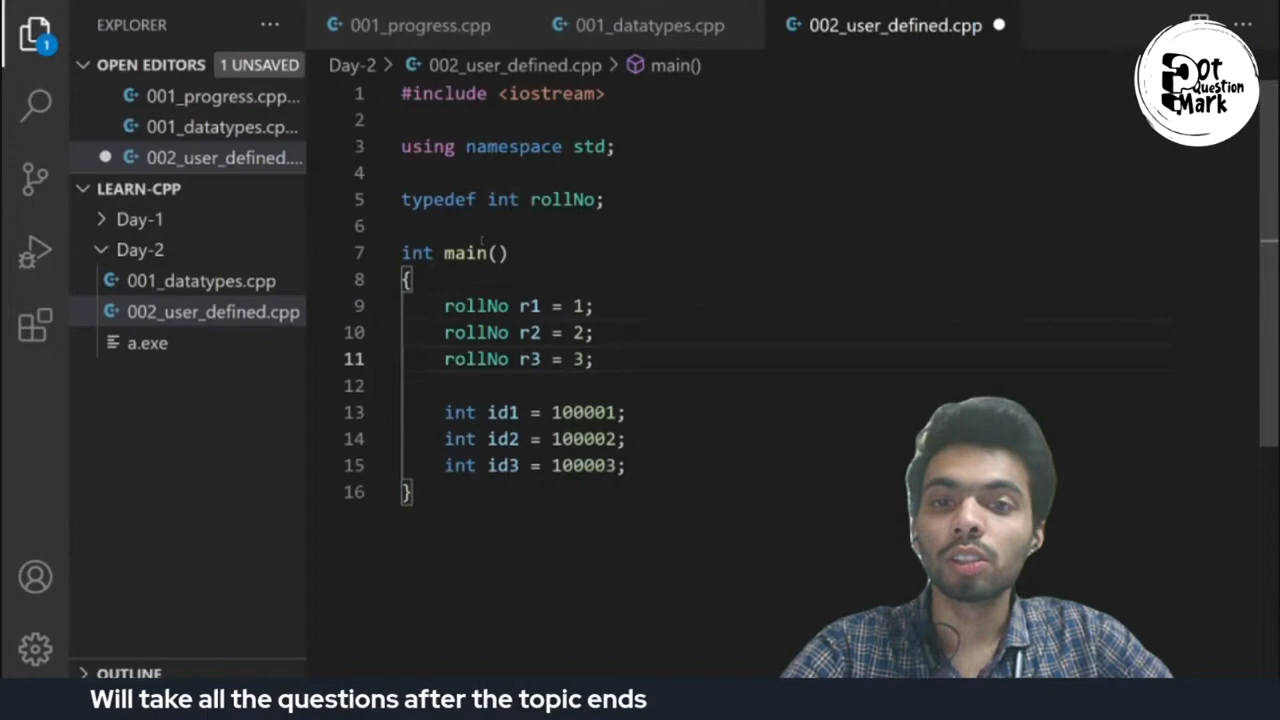 EXPLORER ···
OPEN EDITORS 1 UNSAVED
001_progress.cpp...
001_datatypes.cp...
002_user_defined....
LEARN-CPP
Day-1
Day-2
001_datatypes.cpp
002_user_defined.cpp
a.exe
OUTLINE
1
001_progress.cpp 001_datatypes.cpp 002_user_defined.cpp ● ···
Day-2 > 002_user_defined.cpp > main()
1 #include <iostream>
2
3 using namespace std;
4
5 typedef int rollNo;
6
7 int main()
8 {
9 rollNo r1 = 1;
10 rollNo r2 = 2;
11 rollNo r3 = 3;
12
13 int id1 = 100001;
14 int id2 = 100002;
15 int id3 = 100003;
16 }
Dot
Question
Mark
Will take all the questions after the topic ends